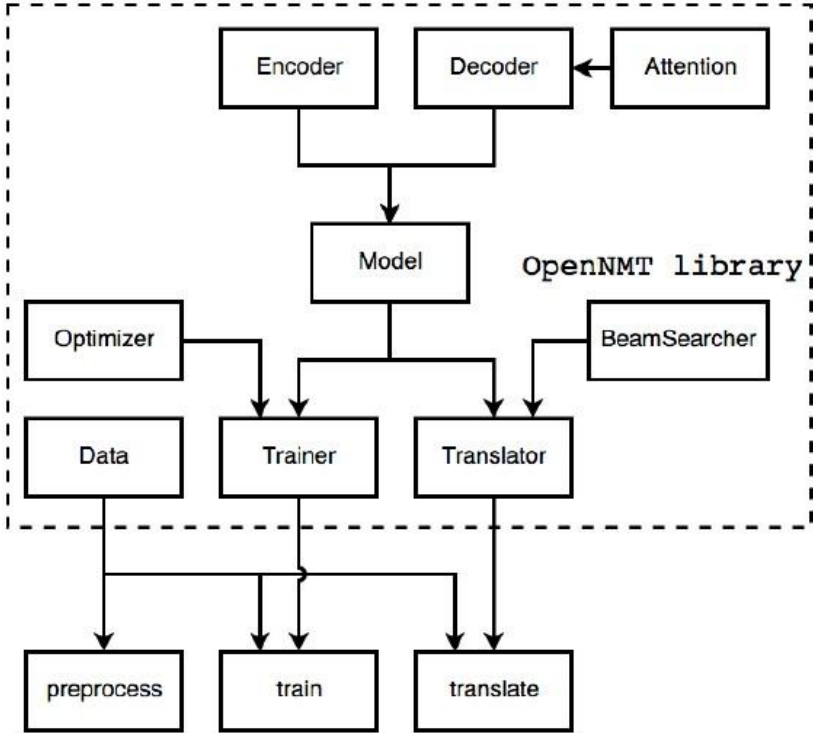 Encoder
Decoder
Attention
Model
OpenNMT library
Optimizer
BeamSearcher
Data
Trainer
Translator
preprocess
train
translate